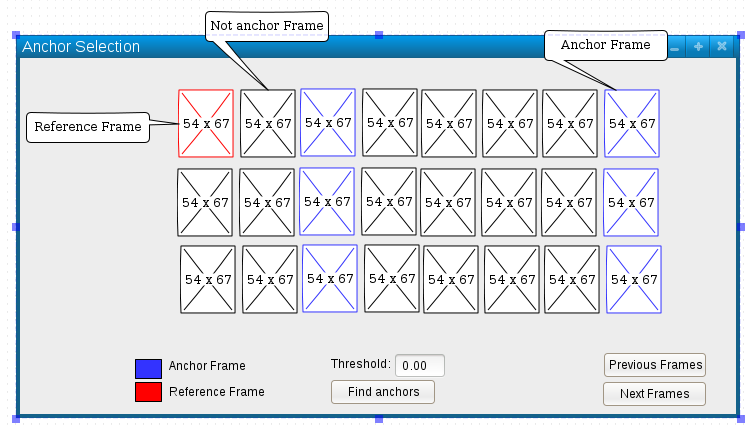 Not anchor Frame
Anchor Selection
Anchor Frame
Reference Frame
54 x 67 54 x 67 54 x 67 54 x 67 54 x 67 54 x 67 54 x 67 54 x 67
54 x 67 54 x 67 54 x 67 54 x 67 54 x 67 54 x 67 54 x 67 54 x 67
54 x 67 54 x 67 54 x 67 54 x 67 54 x 67 54 x 67 54 x 67 54 x 67
Anchor Frame Threshold: 0.00 Previous Frames
Reference Frame Find anchors Next Frames